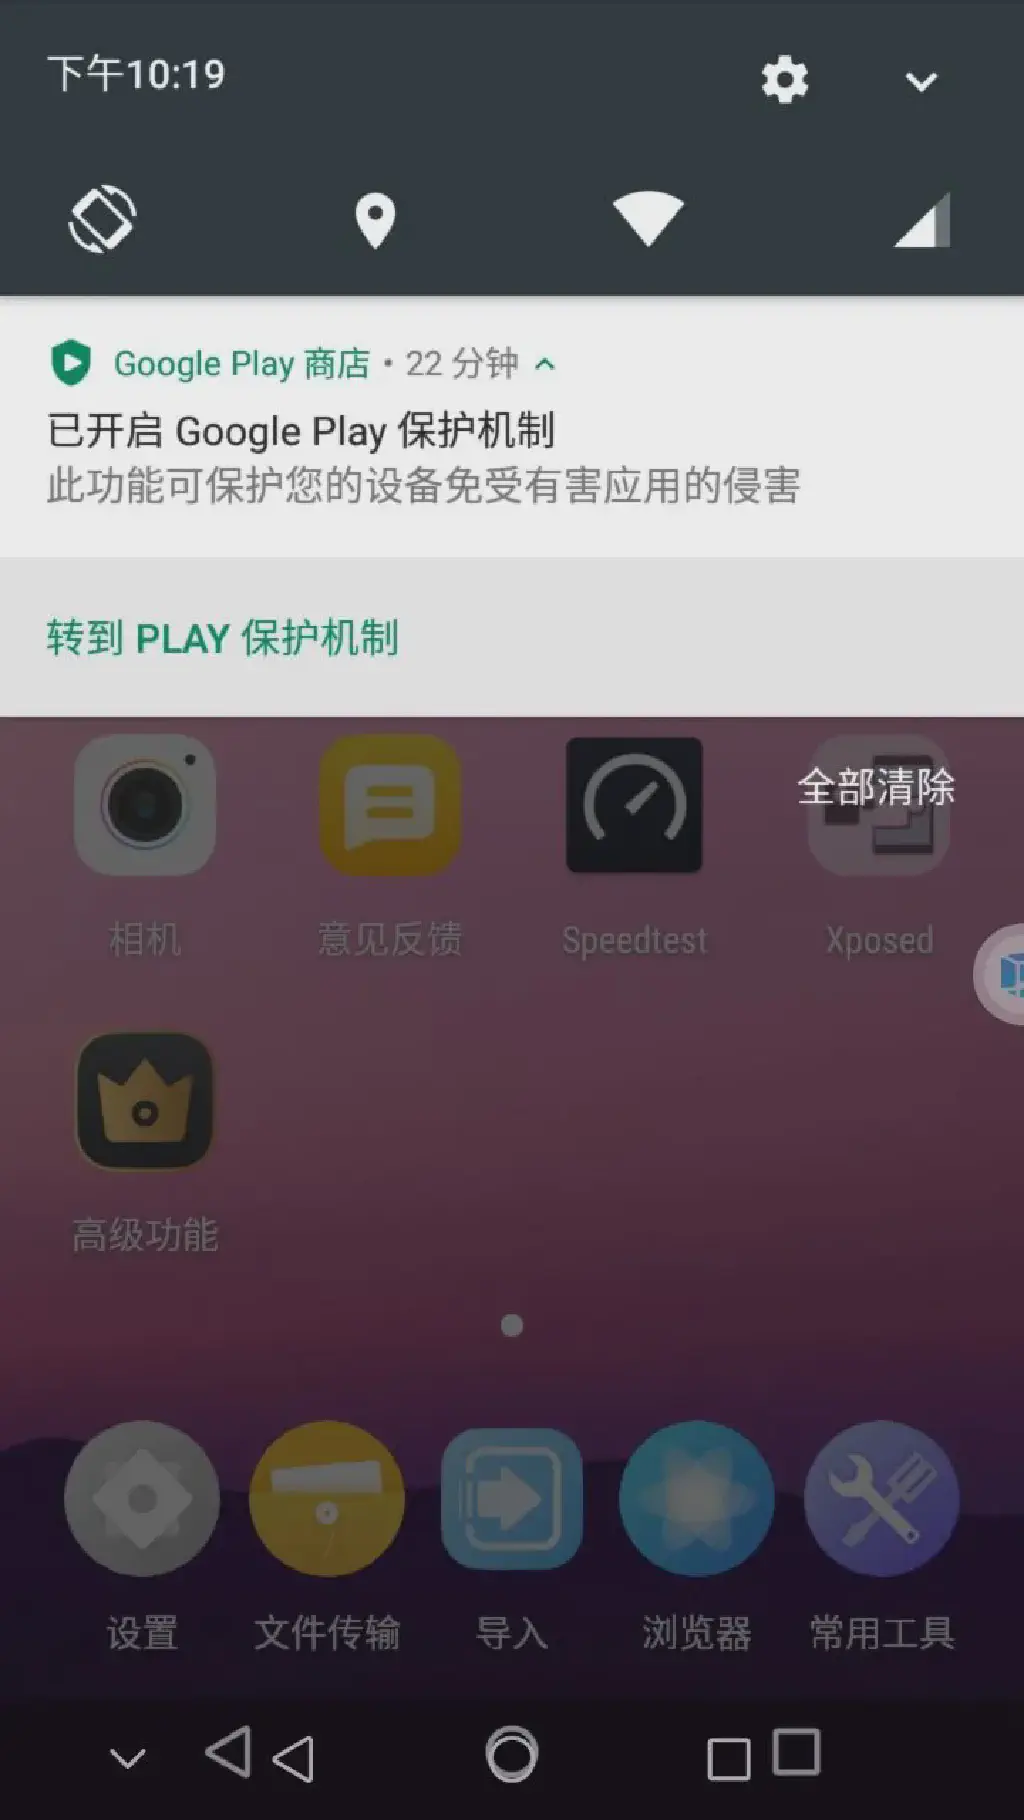 下午10:19
Google Play 商店 • 22 分钟
已开启 Google Play 保护机制
此功能可保护您的设备免受有害应用的侵害
转到 PLAY 保护机制
全部清除
相机 意见反馈 Speedtest Xposed
高级功能
设置 文件传输 导入 浏览器 常用工具